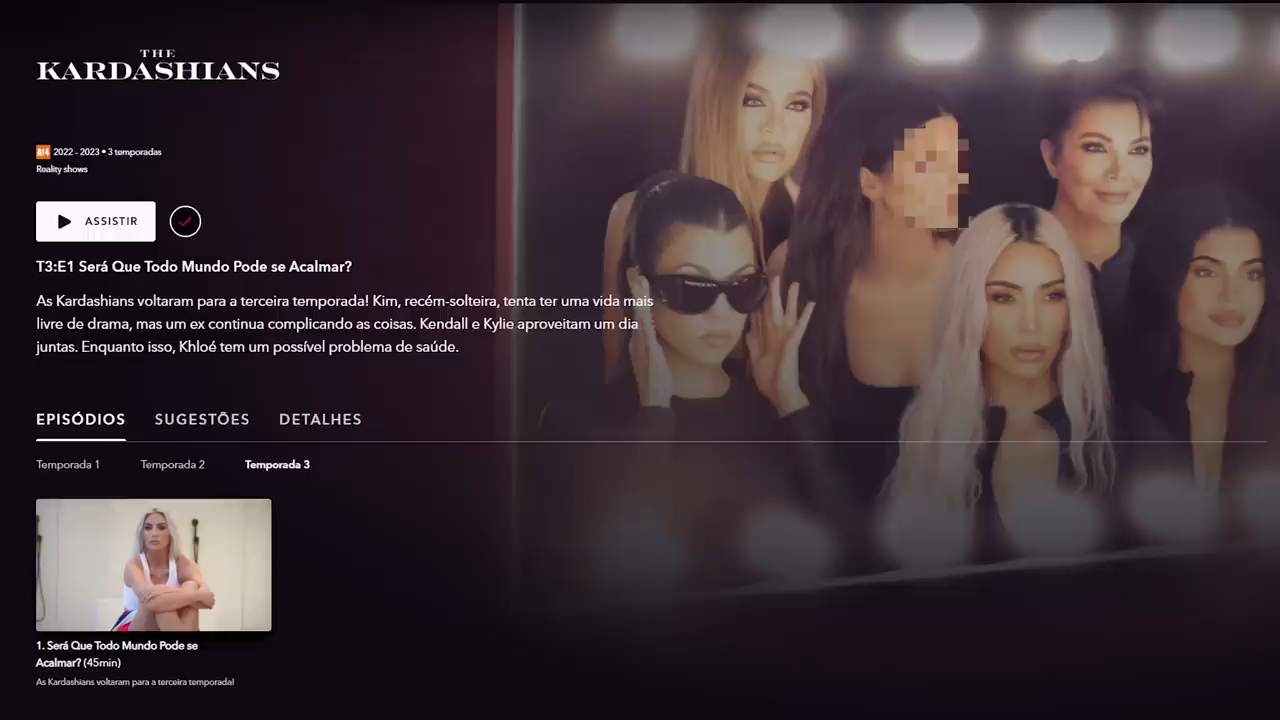 THE
KARDASHIANS
A14 2022 - 2023 • 3 temporadas
Reality shows
ASSISTIR
T3:E1 Será Que Todo Mundo Pode se Acalmar?
As Kardashians voltaram para a terceira temporada! Kim, recém-solteira, tenta ter uma vida mais
livre de drama, mas um ex continua complicando as coisas. Kendall e Kylie aproveitam um dia
juntas. Enquanto isso, Khloé tem um possível problema de saúde.
EPISÓDIOS SUGESTÕES DETALHES
Temporada 1 Temporada 2 Temporada 3
1. Será Que Todo Mundo Pode se
Acalmar? (45min)
As Kardashians voltaram para a terceira temporada!